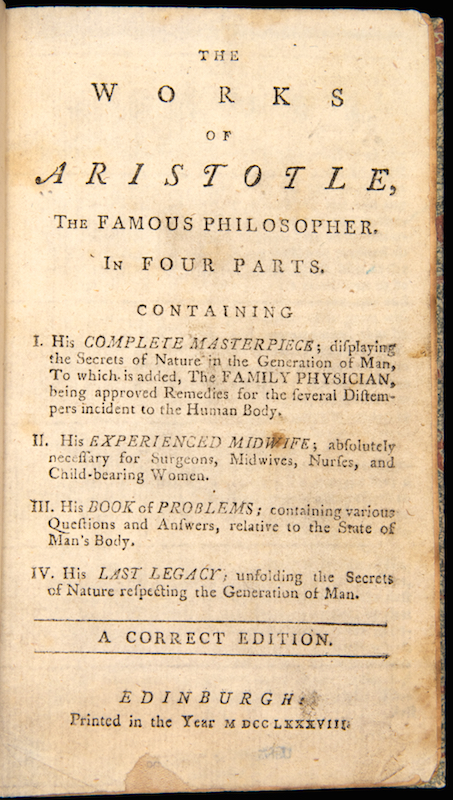 THE
WORKS
OF
ARISTOTLE,
THE FAMOUS PHILOSOPHER.
IN FOUR PARTS.
CONTAINING
I. His COMPLETE MASTERPIECE; diſplaying
the Secrets of Nature in the Generation of Man,
To which is added, The FAMILY PHYSICIAN,
being approved Remedies for the ſeveral Diſtem-
pers incident to the Human Body.
II. His EXPERIENCED MIDWIFE; abſolutely
neceſſary for Surgeons, Midwives, Nurſes, and
Child-bearing Women.
III. His BOOK of PROBLEMS; containing various
Queſtions and Anſwers, relative to the State of
Man's Body.
IV. His LAST LEGACY; unfolding the Secrets
of Nature reſpecting the Generation of Man.
A CORRECT EDITION.
EDINBURGH:
Printed in the Year MDCCLXXXVIII.